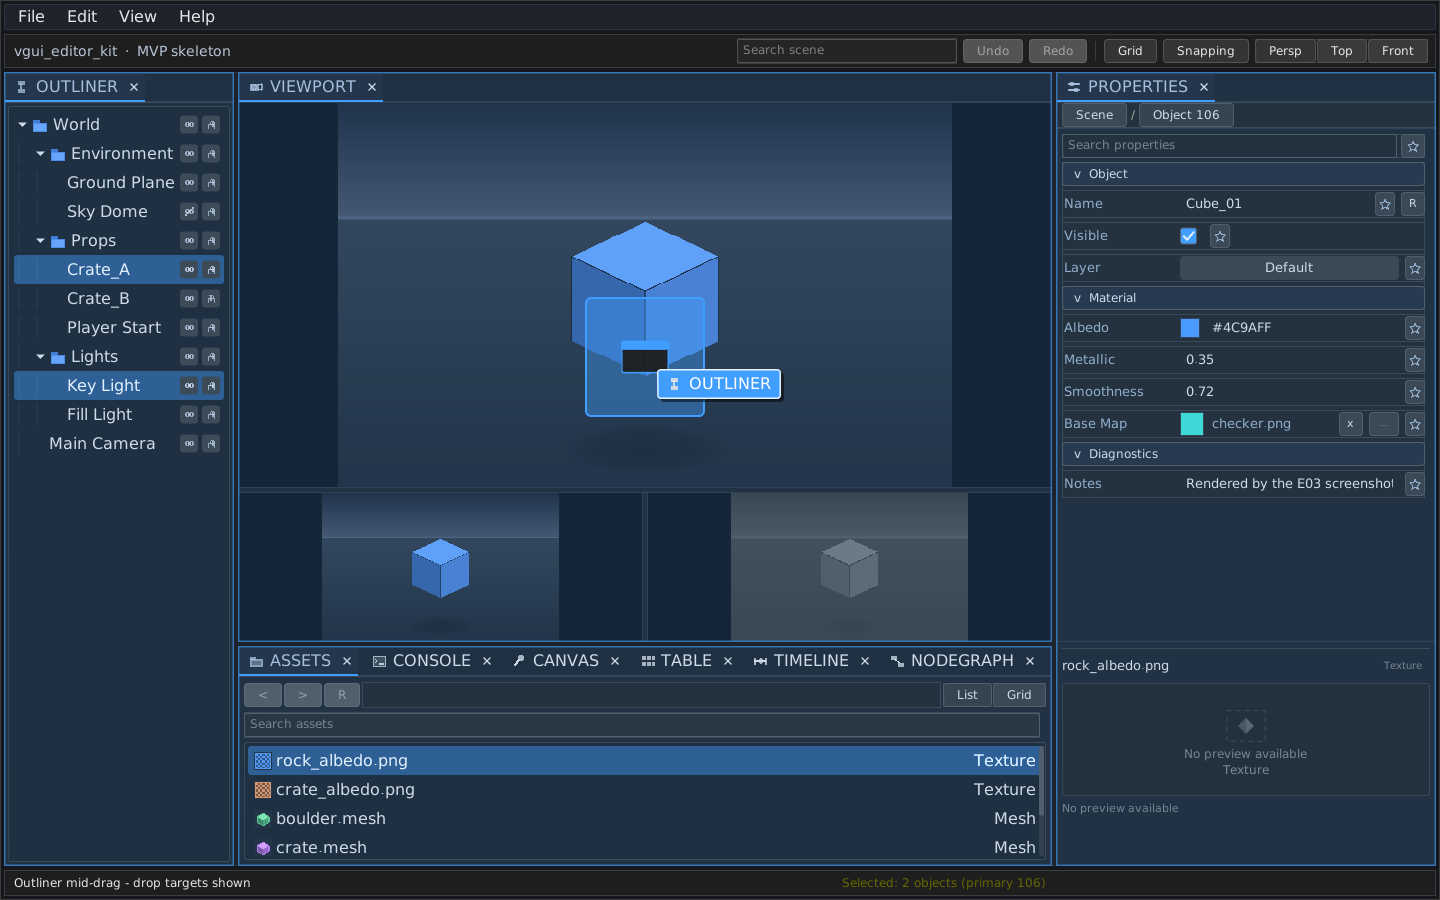 File Edit View Help
vgui_editor_kit · MVP skeleton
Search scene
Undo
Redo
Grid
Snapping
Persp
Top
Front
OUTLINER ×
World
Environment
Ground Plane
Sky Dome
Props
Crate_A
Crate_B
Player Start
Lights
Key Light
Fill Light
Main Camera
VIEWPORT ×
OUTLINER
ASSETS × CONSOLE × CANVAS × TABLE × TIMELINE × NODEGRAPH ×
< > R List Grid
Search assets
rock_albedo.png Texture
crate_albedo.png Texture
boulder.mesh Mesh
crate.mesh Mesh
PROPERTIES ×
Scene / Object 106
Search properties
v Object
Name Cube_01 R
Visible
Layer Default
v Material
Albedo #4C9AFF
Metallic 0.35
Smoothness 0.72
Base Map checker.png x ...
v Diagnostics
Notes Rendered by the E03 screenshot
rock_albedo.png Texture
No preview available
Texture
No preview available
Outliner mid-drag - drop targets shown
Selected: 2 objects (primary 106)